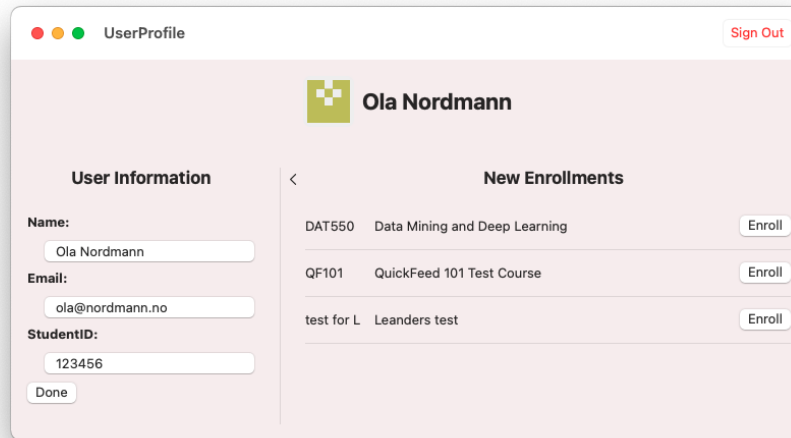 UserProfile
Sign Out
Ola Nordmann
User Information
Name:
Ola Nordmann
Email:
ola@nordmann.no
StudentID:
123456
Done
New Enrollments
DAT550 Data Mining and Deep Learning Enroll
QF101 QuickFeed 101 Test Course Enroll
test for L Leanders test Enroll